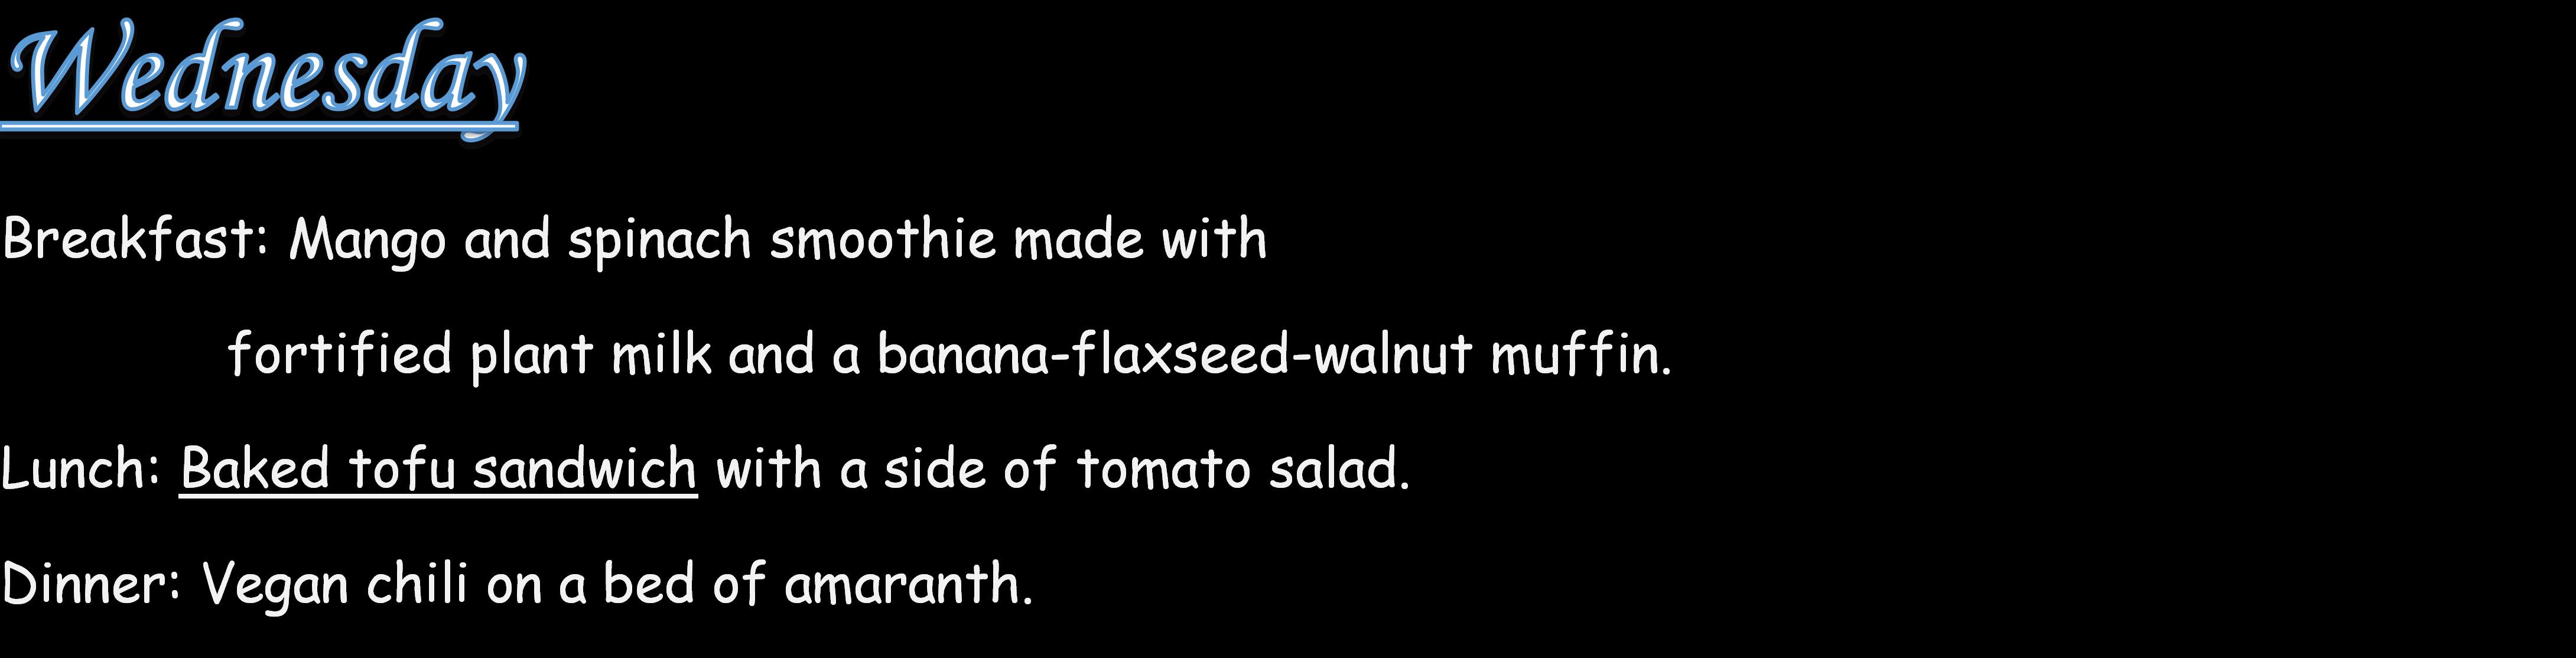 Wednesday
Breakfast: Mango and spinach smoothie made with
fortified plant milk and a banana-flaxseed-walnut muffin.
Lunch: Baked tofu sandwich with a side of tomato salad.
Dinner: Vegan chili on a bed of amaranth.